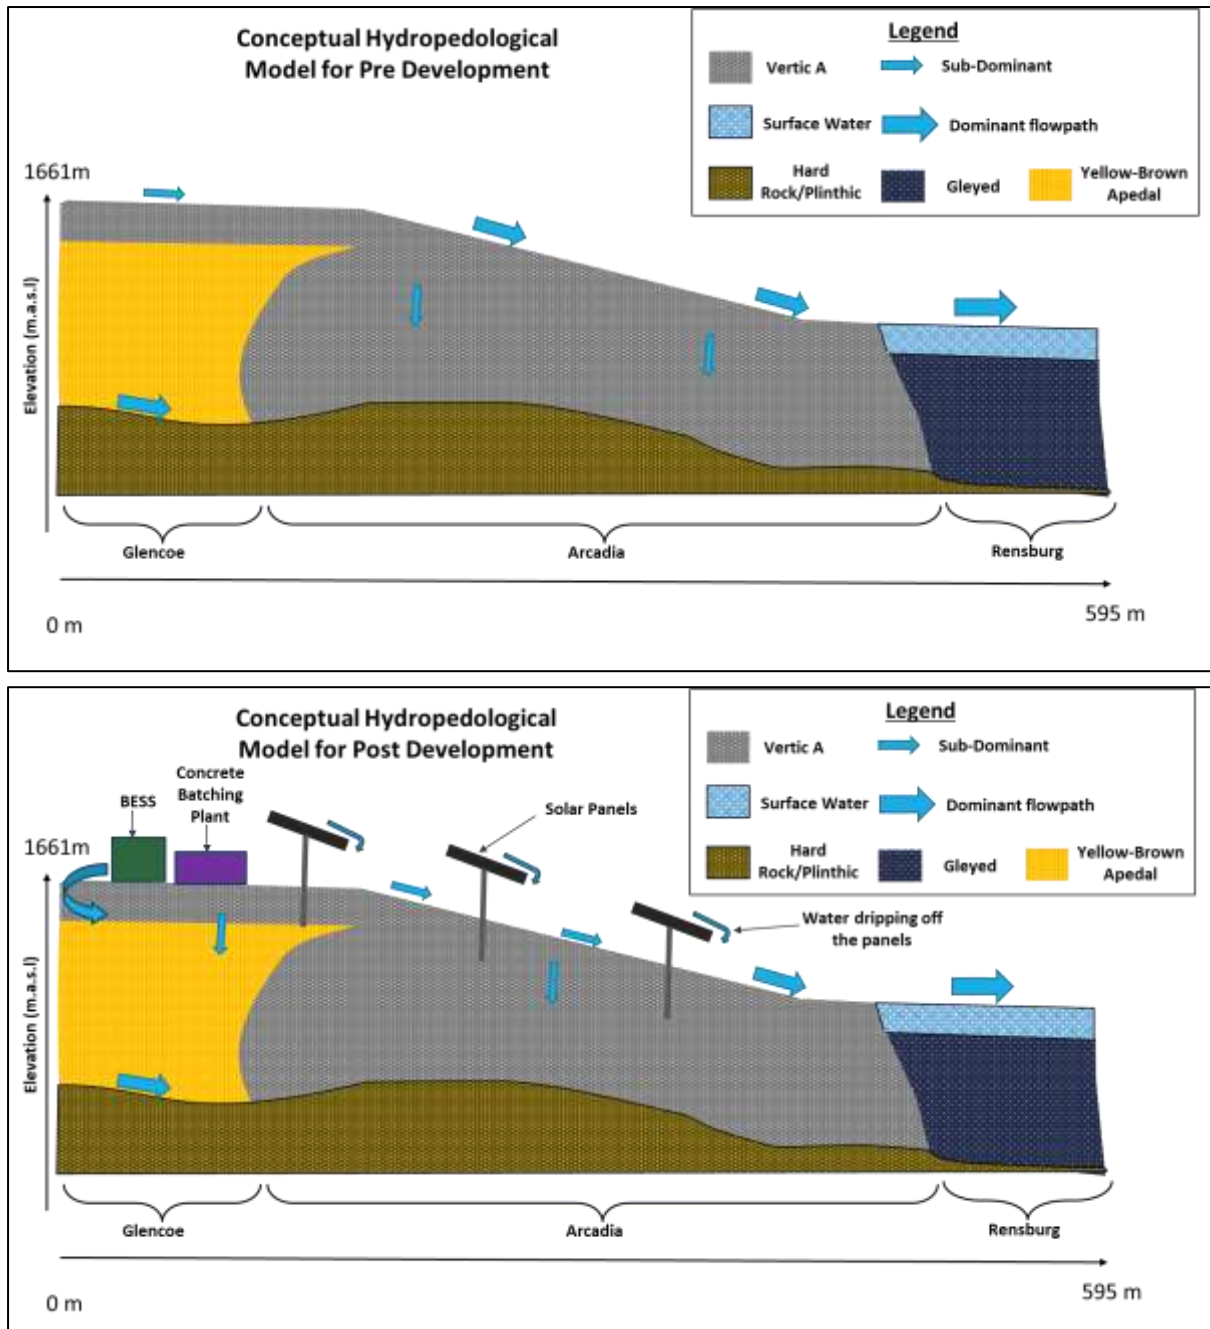 Conceptual Hydropedological
Model for Pre Development
Legend
Vertic A
Sub-Dominant
Surface Water
Dominant flowpath
Hard
Rock/Plinthic
Gleyed
Yellow-Brown
Apedal
1661m
Elevation (m.a.s.l)
Glencoe
Arcadia
Rensburg
0 m
595 m
Conceptual Hydropedological
Model for Post Development
Legend
Vertic A
Sub-Dominant
Surface Water
Dominant flowpath
Hard
Rock/Plinthic
Gleyed
Yellow-Brown
Apedal
BESS
Concrete
Batching
Plant
Solar Panels
Water dripping off
the panels
1661m
Elevation (m.a.s.l)
Glencoe
Arcadia
Rensburg
0 m
595 m